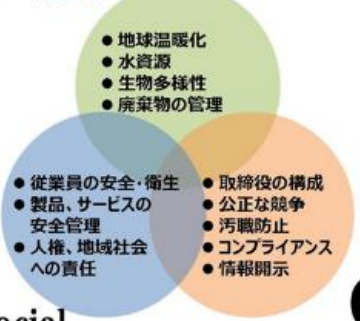 ● 地球温暖化
● 水資源
● 生物多様性
● 廃棄物の管理
● 従業員の安全・衛生
● 製品、サービスの
安全管理
● 人権、地域社会
への責任
● 取締役の構成
● 公正な競争
● 汚職防止
● コンプライアンス
● 情報開示